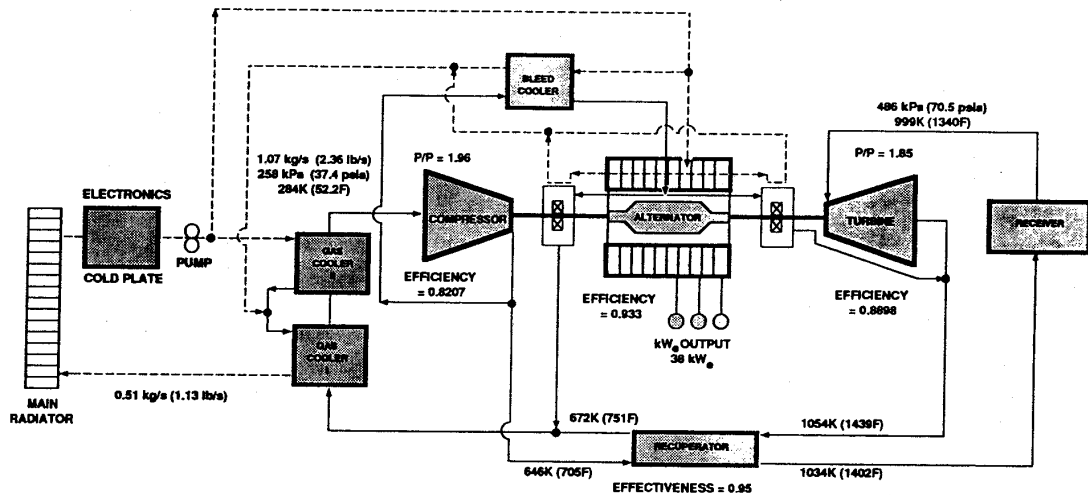 BLEED
COOLER
486 kPa (70.5 psia)
999K (1340F)
1.07 kg/s (2.36 lb/s)
258 kPa (37.4 psia)
284K (52.2F)
P/P = 1.96
P/P = 1.85
ELECTRONICS
COMPRESSOR
ALTERNATOR
TURBINE
RECEIVER
PUMP
COLD PLATE
GAS
COOLER
EFFICIENCY
= 0.8207
EFFICIENCY
= 0.933
EFFICIENCY
= 0.8898
GAS
COOLER
kWe OUTPUT
38 kWe
0.51 kg/s (1.13 lb/s)
MAIN
RADIATOR
672K (751F)
1054K (1439F)
RECUPERATOR
646K (705F)
1034K (1402F)
EFFECTIVENESS = 0.95